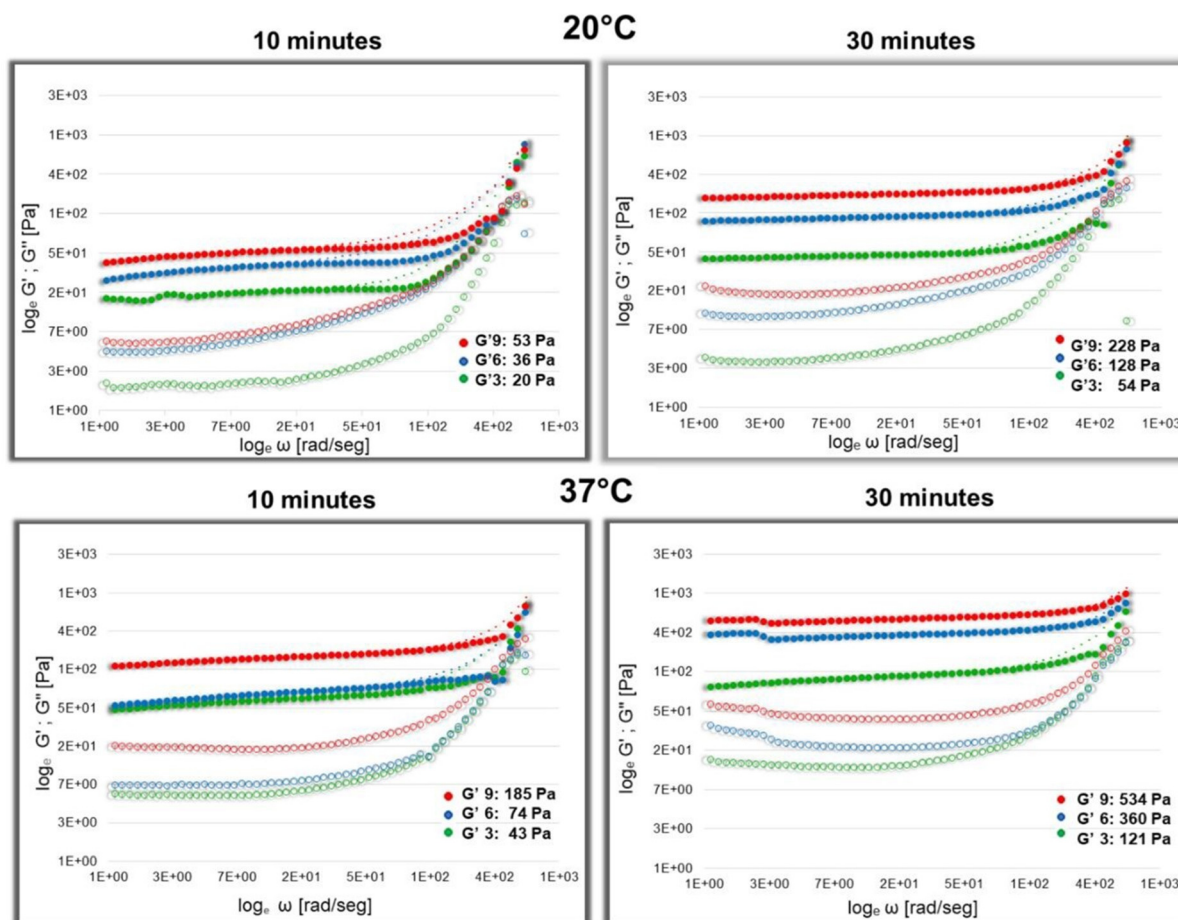 20°C
10 minutes
30 minutes
logₑ G' ; G'' [Pa]
3E+03
1E+03
4E+02
1E+02
5E+01
2E+01
7E+00
3E+00
1E+00
G'9: 53 Pa
G'6: 36 Pa
G'3: 20 Pa
1E+00 3E+00 7E+00 2E+01 5E+01 1E+02 4E+02 1E+03
logₑ ω [rad/seg]
logₑ G' , G'' [Pa]
3E+03
1E+03
4E+02
1E+02
5E+01
2E+01
7E+00
3E+00
1E+00
G'9: 228 Pa
G'6: 128 Pa
G'3: 54 Pa
1E+00 3E+00 7E+00 2E+01 5E+01 1E+02 4E+02 1E+03
logₑ ω [rad/seg]
37°C
10 minutes
30 minutes
logₑ G' ; G'' [Pa]
3E+03
1E+03
4E+02
1E+02
5E+01
2E+01
7E+00
3E+00
1E+00
G' 9: 185 Pa
G' 6: 74 Pa
G' 3: 43 Pa
1E+00 3E+00 7E+00 2E+01 5E+01 1E+02 4E+02 1E+03
logₑ ω [rad/seg]
logₑ G' ; G'' [Pa]
3E+03
1E+03
4E+02
1E+02
5E+01
2E+01
7E+00
3E+00
1E+00
G' 9: 534 Pa
G' 6: 360 Pa
G' 3: 121 Pa
1E+00 3E+00 7E+00 2E+01 5E+01 1E+02 4E+02 1E+03
logₑ ω [rad/seg]